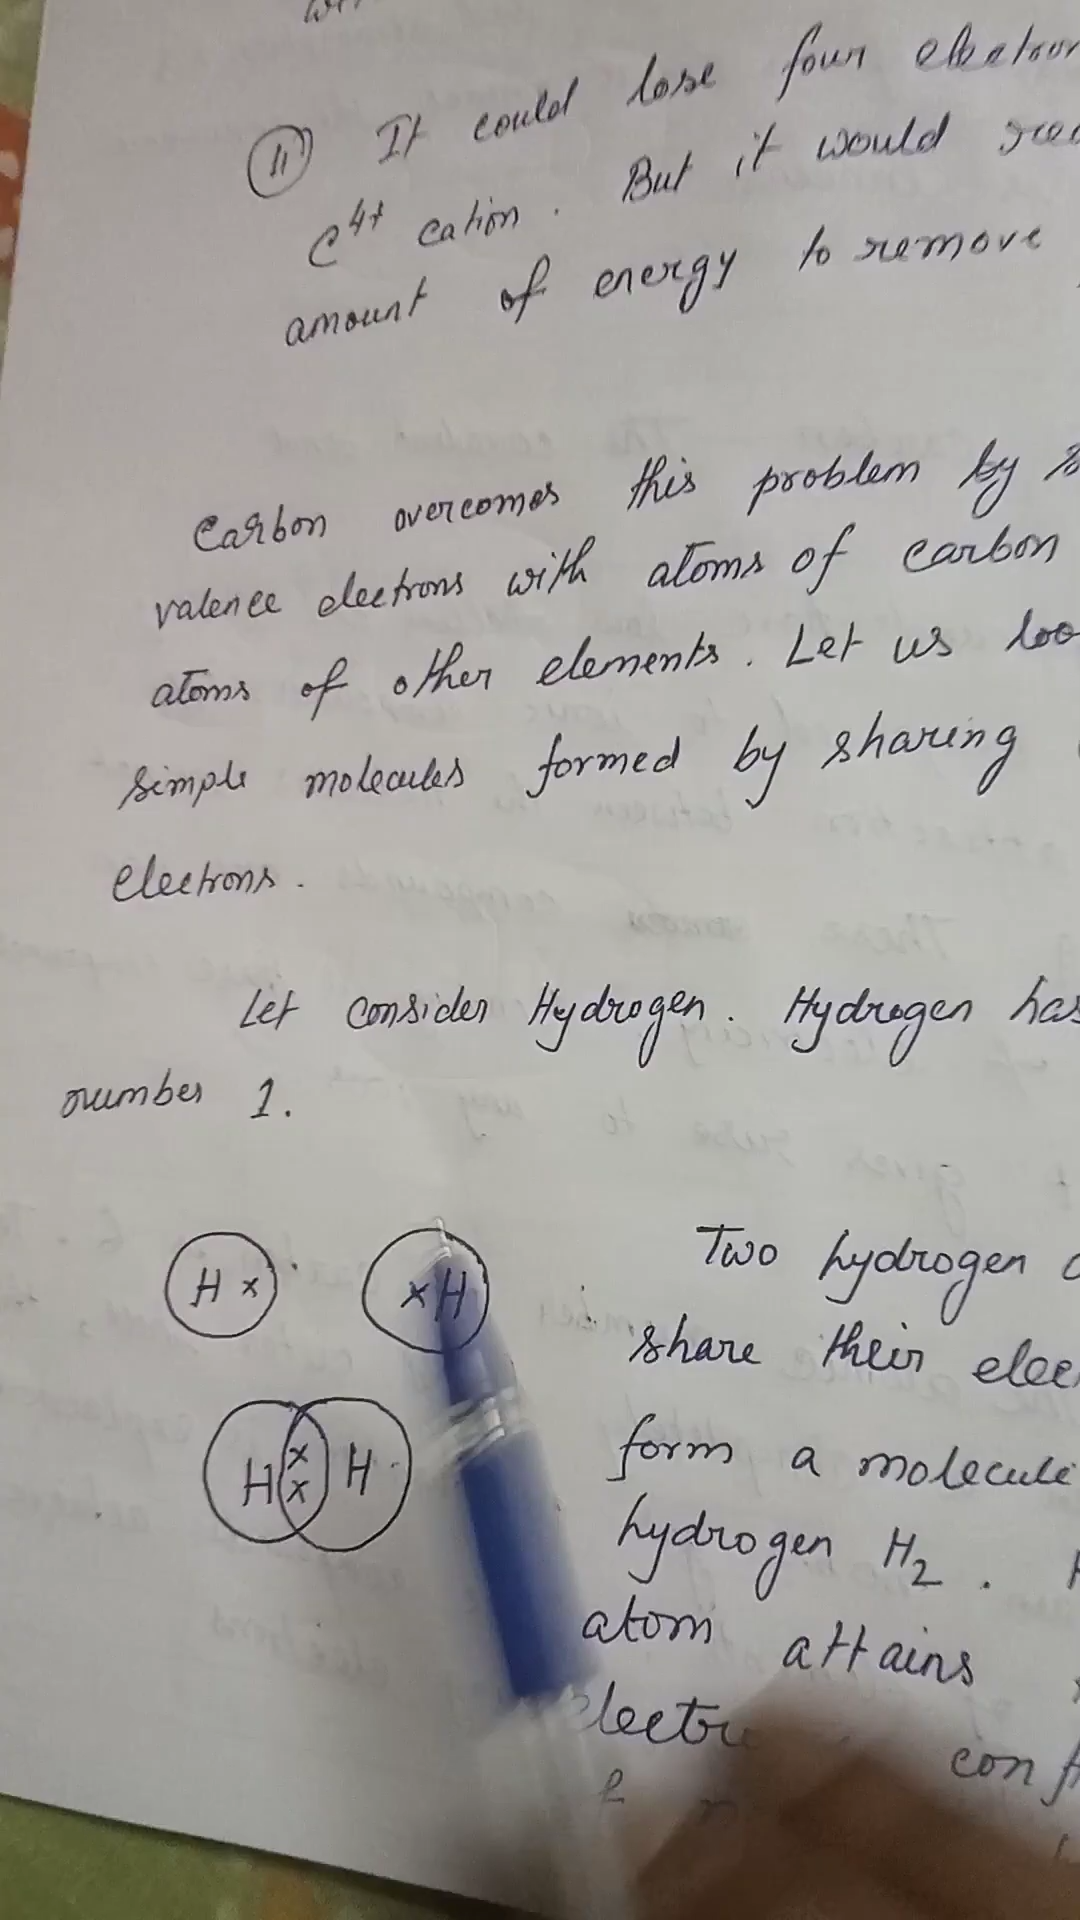 (ii) It could lose four
C4+ cation. But it would
amount of energy to remove
Carbon overcomes this problem by
valence electrons with atoms of carbon
atoms of other elements. Let us
simple molecules formed by sharing
electrons.
Let consider Hydrogen. Hydrogen has
number 1.
H x
x H
H x x H
Two hydrogen
share their
form a molecule
hydrogen H2.
atom attains